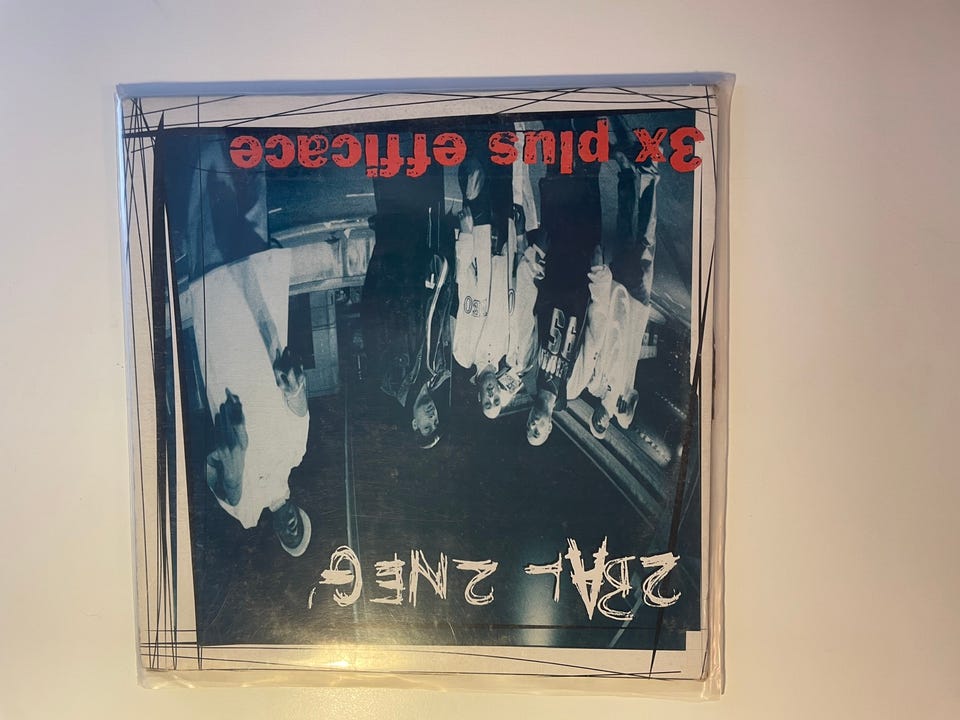 2BAL 2NEG'
3x plus efficace